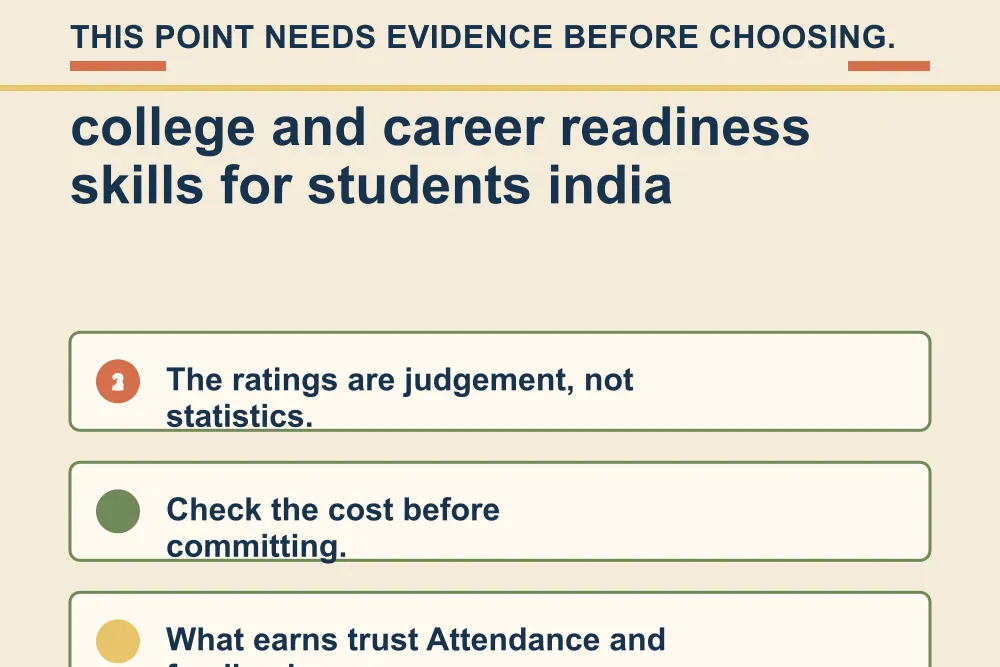 THIS POINT NEEDS EVIDENCE BEFORE CHOOSING.
college and career readiness
skills for students india
The ratings are judgement, not
statistics.
Check the cost before
committing.
What earns trust Attendance and